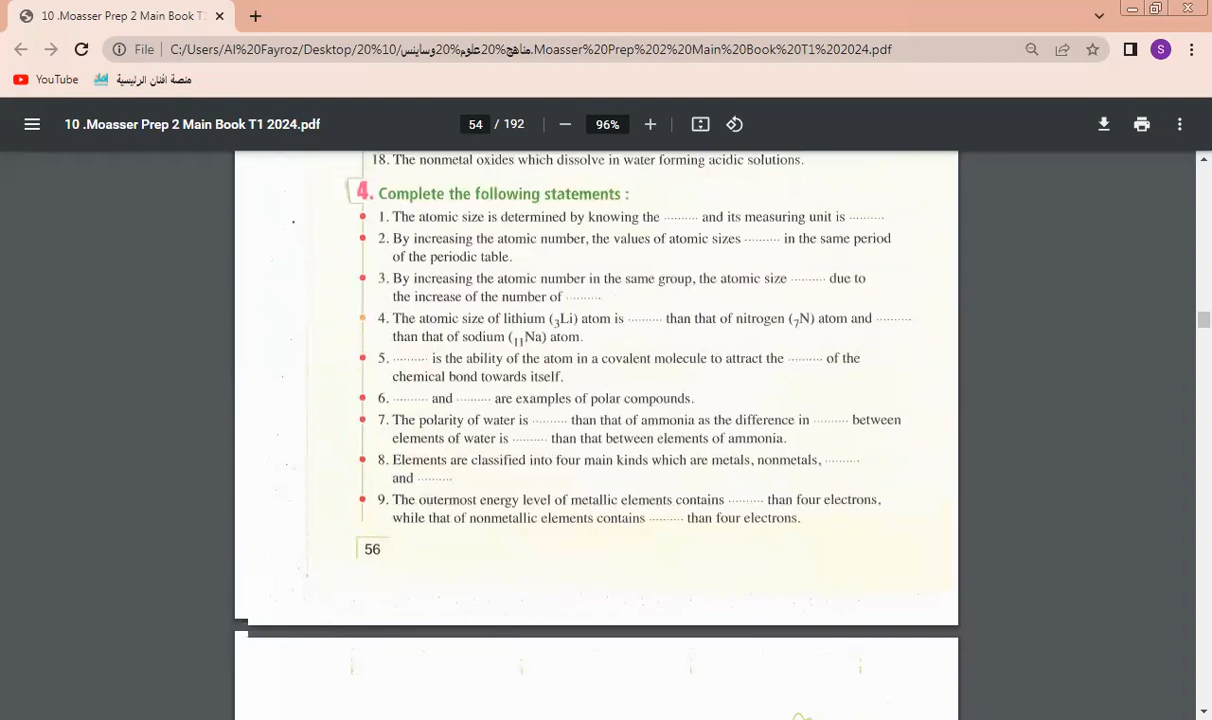 10 .Moasser Prep 2 Main Book T1
File
C:/Users/Al%20Fayroz/Desktop/20%10/مناهج%20علوم%20وساينس.Moasser%20Prep%202%20Main%20Book%20T1%202024.pdf
S
YouTube
منصة افنان الرئيسية
10 .Moasser Prep 2 Main Book T1 2024.pdf
54 / 192
96%
18. The nonmetal oxides which dissolve in water forming acidic solutions.
4. Complete the following statements :
1. The atomic size is determined by knowing the ......... and its measuring unit is .........
2. By increasing the atomic number, the values of atomic sizes ......... in the same period
of the periodic table.
3. By increasing the atomic number in the same group, the atomic size ......... due to
the increase of the number of .........
4. The atomic size of lithium (₃Li) atom is ......... than that of nitrogen (₇N) atom and .........
than that of sodium (₁₁Na) atom.
5. ......... is the ability of the atom in a covalent molecule to attract the ......... of the
chemical bond towards itself.
6. ......... and ......... are examples of polar compounds.
7. The polarity of water is ......... than that of ammonia as the difference in ......... between
elements of water is ......... than that between elements of ammonia.
8. Elements are classified into four main kinds which are metals, nonmetals, .........
and .........
9. The outermost energy level of metallic elements contains ......... than four electrons,
while that of nonmetallic elements contains ......... than four electrons.
56